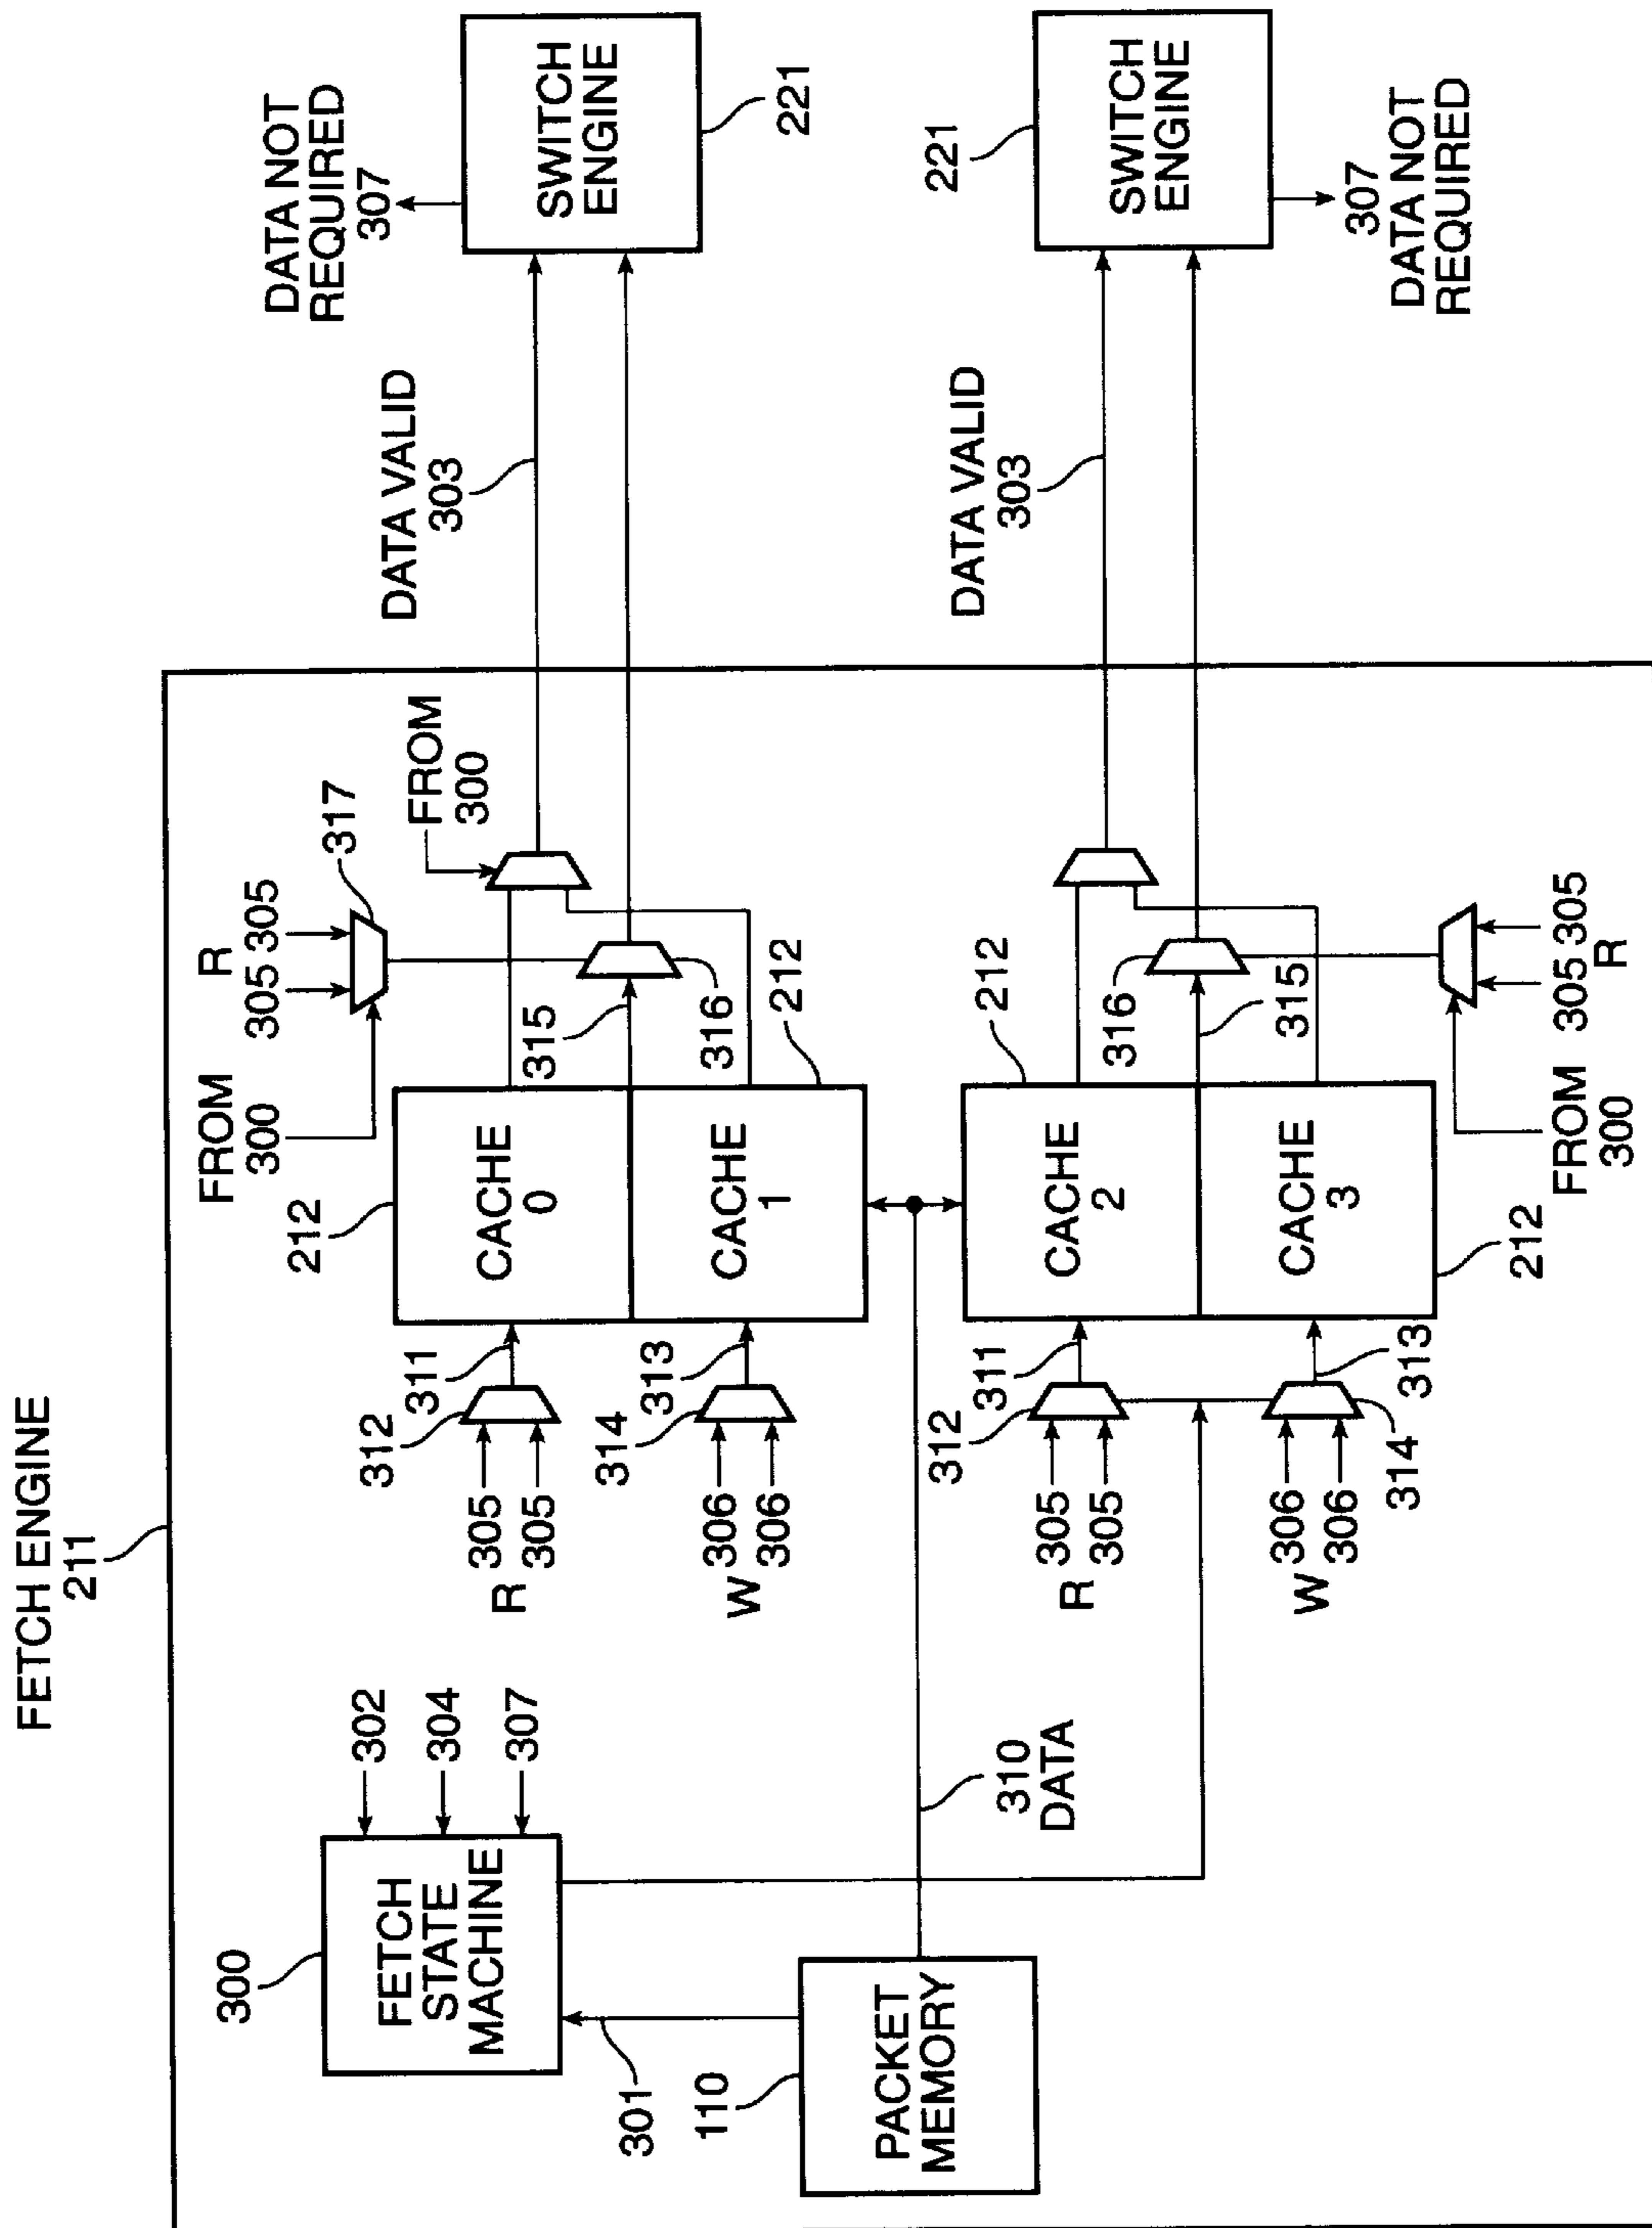 FETCH ENGINE
211
300
FETCH
STATE
MACHINE
302
304
307
301
110
PACKET
MEMORY
310
DATA
R
305
305
312
311
W
306
306
314
313
212
CACHE
0
CACHE
1
212
FROM
300
305
R
305
317
315
316
FROM
300
DATA VALID
303
DATA NOT
REQUIRED
307
SWITCH
ENGINE
221
R
305
305
312
311
W
306
306
314
313
212
CACHE
2
CACHE
3
212
316
315
FROM
300
305
305
R
DATA VALID
303
221
SWITCH
ENGINE
307
DATA NOT
REQUIRED